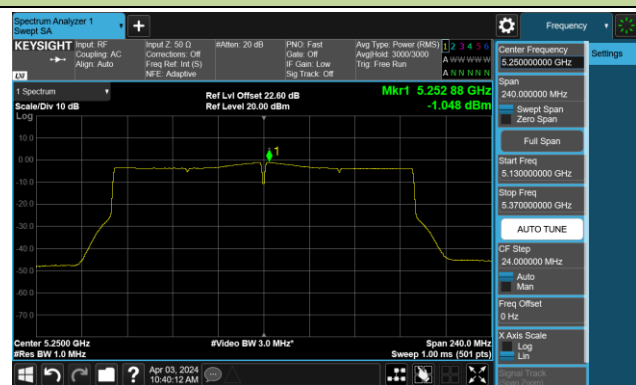 Spectrum Analyzer 1
Swept SA
Frequency
KEYSIGHT
Input: RF
Coupling: AC
Align: Auto
Input Z: 50 Ω
Corrections: Off
Freq Ref: Int (S)
NFE: Adaptive
#Atten: 20 dB
PNO: Fast
Gate: Off
IF Gain: Low
Sig Track: Off
Avg Type: Power (RMS)
Avg|Hold: 3000/3000
Trig: Free Run
1 2 3 4 5 6
A W W W W W
A N N N N N
LXI
1 Spectrum
Scale/Div 10 dB
Ref Lvl Offset 22.60 dB
Ref Level 20.00 dBm
Mkr1 5.252 88 GHz
-1.048 dBm
Log
10.0
0.00
1
-10.0
-20.0
-30.0
-40.0
-50.0
-60.0
-70.0
Center 5.2500 GHz
#Res BW 1.0 MHz
#Video BW 3.0 MHz*
Span 240.0 MHz
Sweep 1.00 ms (501 pts)
Apr 03, 2024
10:40:12 AM
Center Frequency
5.250000000 GHz
Settings
Span
240.000000 MHz
Swept Span
Zero Span
Full Span
Start Freq
5.130000000 GHz
Stop Freq
5.370000000 GHz
AUTO TUNE
CF Step
24.000000 MHz
Auto
Man
Freq Offset
0 Hz
X Axis Scale
Log
Lin
Signal Track
(Span Zoom)